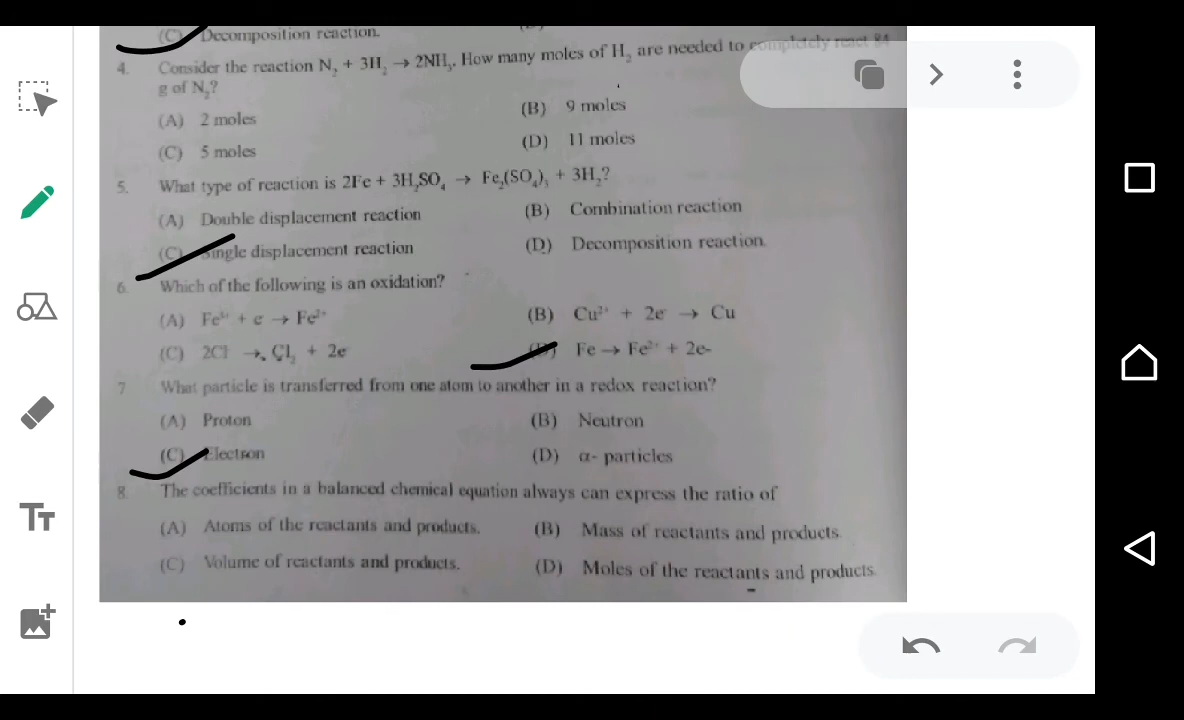 (C) Decomposition reaction.
4. Consider the reaction N₂ + 3H₂ → 2NH₃. How many moles of H₂ are needed to completely react 84
g of N₂?
(A) 2 moles (B) 9 moles
(C) 5 moles (D) 11 moles
5. What type of reaction is 2Fe + 3H₂SO₄ → Fe₂(SO₄)₃ + 3H₂?
(A) Double displacement reaction (B) Combination reaction
(C) Single displacement reaction (D) Decomposition reaction.
6. Which of the following is an oxidation?
(A) Fe³⁺ + e → Fe²⁺ (B) Cu²⁺ + 2e → Cu
(C) 2Cl⁻ → Cl₂ + 2e⁻ (D) Fe → Fe²⁺ + 2e-
7 What particle is transferred from one atom to another in a redox reaction?
(A) Proton (B) Neutron
(C) Electron (D) α- particles
8. The coefficients in a balanced chemical equation always can express the ratio of
(A) Atoms of the reactants and products. (B) Mass of reactants and products.
(C) Volume of reactants and products. (D) Moles of the reactants and products.
TT